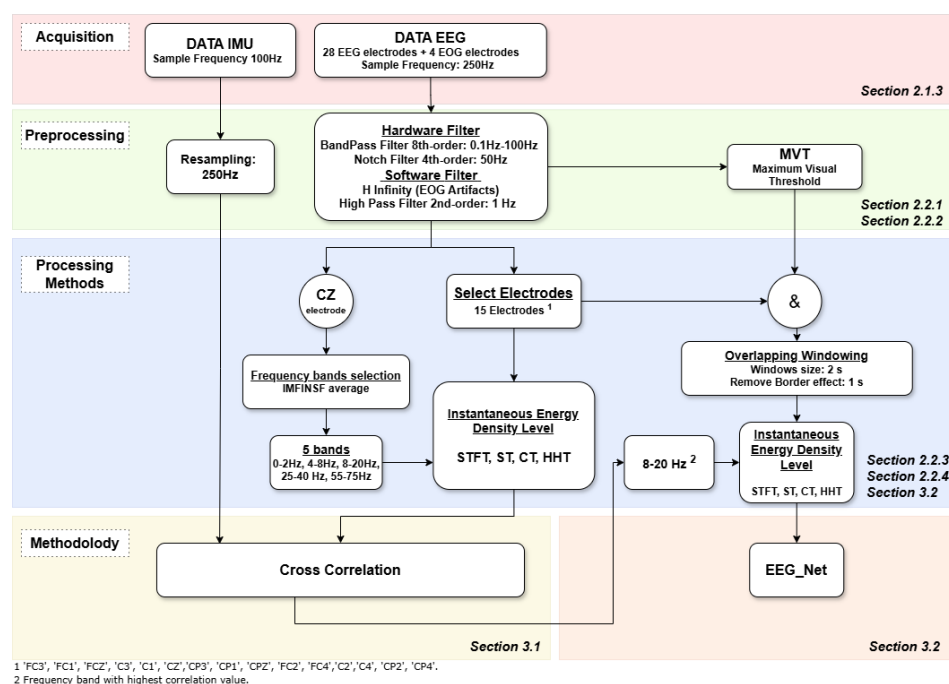 Acquisition
DATA IMU
Sample Frequency 100Hz
DATA EEG
28 EEG electrodes + 4 EOG electrodes
Sample Frequency: 250Hz
Section 2.1.3
Preprocessing
Resampling:
250Hz
Hardware Filter
BandPass Filter 8th-order: 0.1Hz-100Hz
Notch Filter 4th-order: 50Hz
Software Filter
H Infinity (EOG Artifacts)
High Pass Filter 2nd-order: 1 Hz
MVT
Maximum Visual
Threshold
Section 2.2.1
Section 2.2.2
Processing
Methods
CZ
electrode
Select Electrodes
15 Electrodes 1
&
Frequency bands selection
IMFINSF average
Overlapping Windowing
Windows size: 2 s
Remove Border effect: 1 s
5 bands
0-2Hz, 4-8Hz, 8-20Hz,
25-40 Hz, 55-75Hz
Instantaneous Energy
Density Level
STFT, ST, CT, HHT
8-20 Hz 2
Instantaneous
Energy Density
Level
STFT, ST, CT, HHT
Section 2.2.3
Section 2.2.4
Section 3.2
Methodolody
Cross Correlation
EEG_Net
Section 3.1
Section 3.2
1 'FC3', 'FC1', 'FCZ', 'C3', 'C1', 'CZ','CP3', 'CP1', 'CPZ', 'FC2', 'FC4','C2','C4', 'CP2', 'CP4'.
2 Frequency band with highest correlation value.